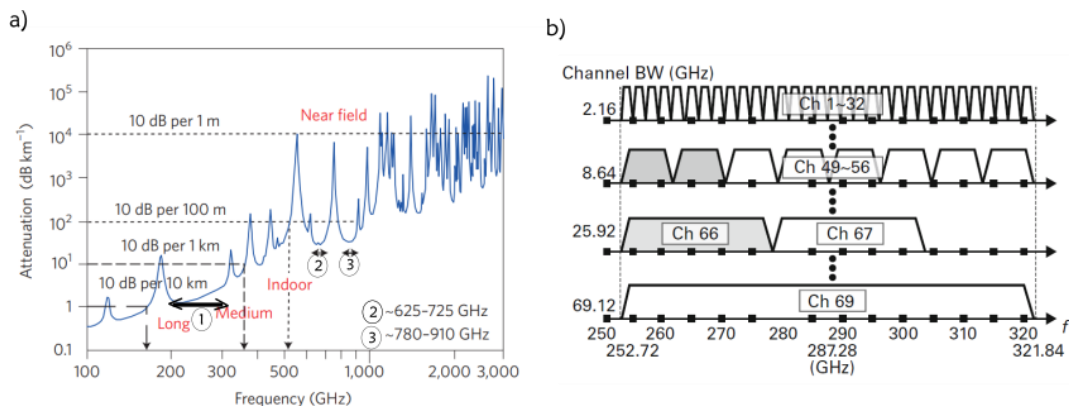 a)
10⁶
10⁵
10⁴
10³
10²
10¹
1
0.1
Attenuation (dB km⁻¹)
10 dB per 1 m
Near field
10 dB per 100 m
10 dB per 1 km
10 dB per 10 km
Long
1
Medium
Indoor
2
3
2 ~625–725 GHz
3 ~780–910 GHz
100
200
300
500
1,000
2,000
3,000
Frequency (GHz)
b)
Channel BW (GHz)
2.16
Ch 1~32
8.64
Ch 49~56
25.92
Ch 66
Ch 67
69.12
Ch 69
250 260 270 280 290 300 310 320 f
252.72 287.28 321.84
(GHz)